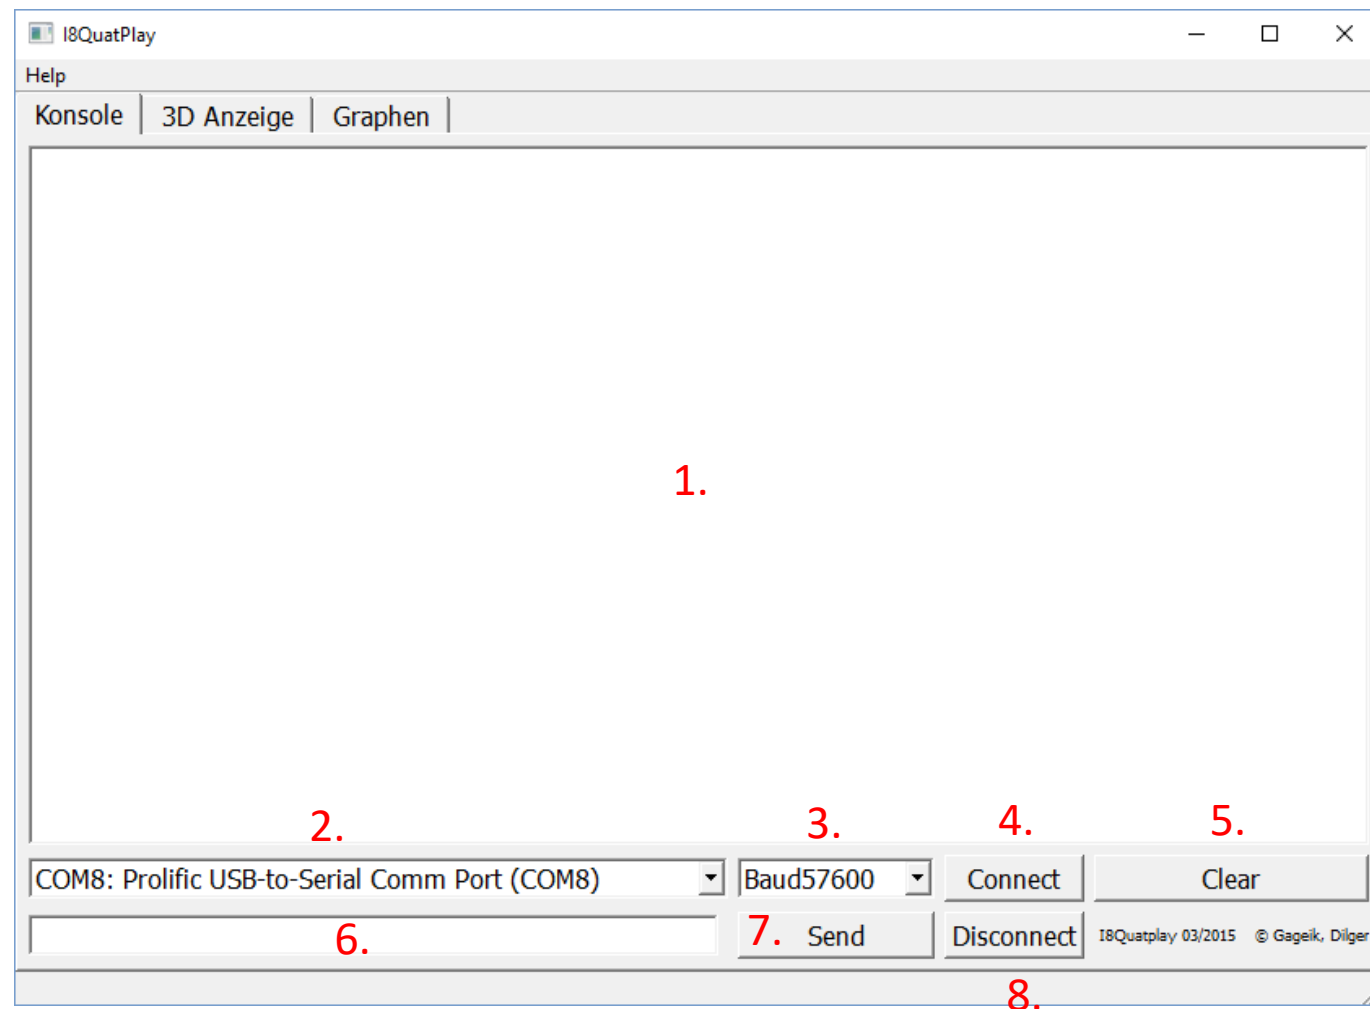 I8QuatPlay
Help
Konsole 3D Anzeige Graphen
1.
2. 3. 4. 5.
COM8: Prolific USB-to-Serial Comm Port (COM8) Baud57600 Connect Clear
6. 7. Send Disconnect I8Quatplay 03/2015 © Gageik, Dilger
8.